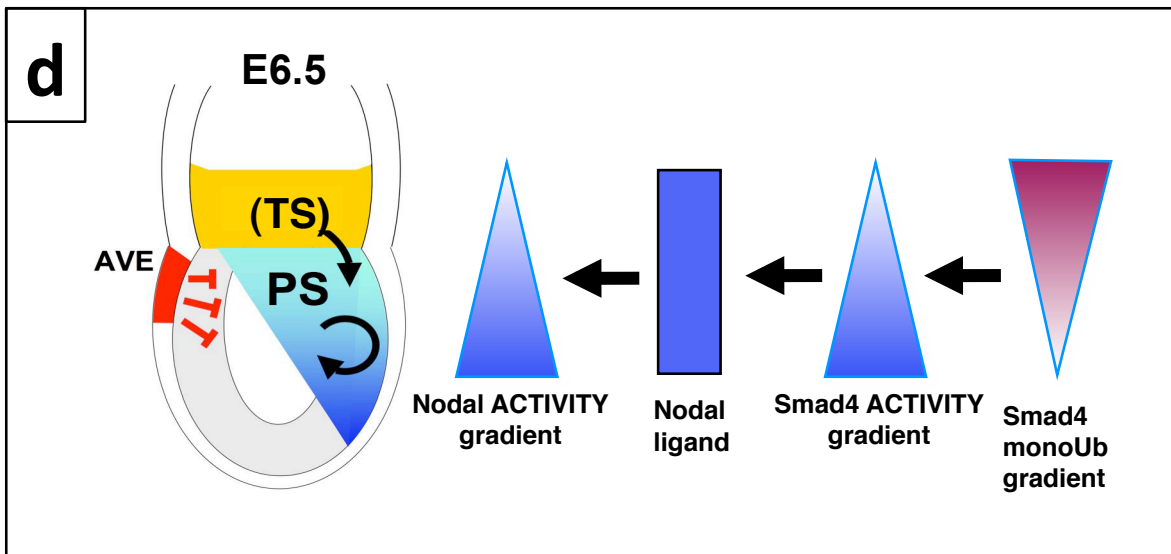 d
E6.5
(TS)
AVE
PS
Nodal ACTIVITY
gradient
Nodal
ligand
Smad4 ACTIVITY
gradient
Smad4
monoUb
gradient